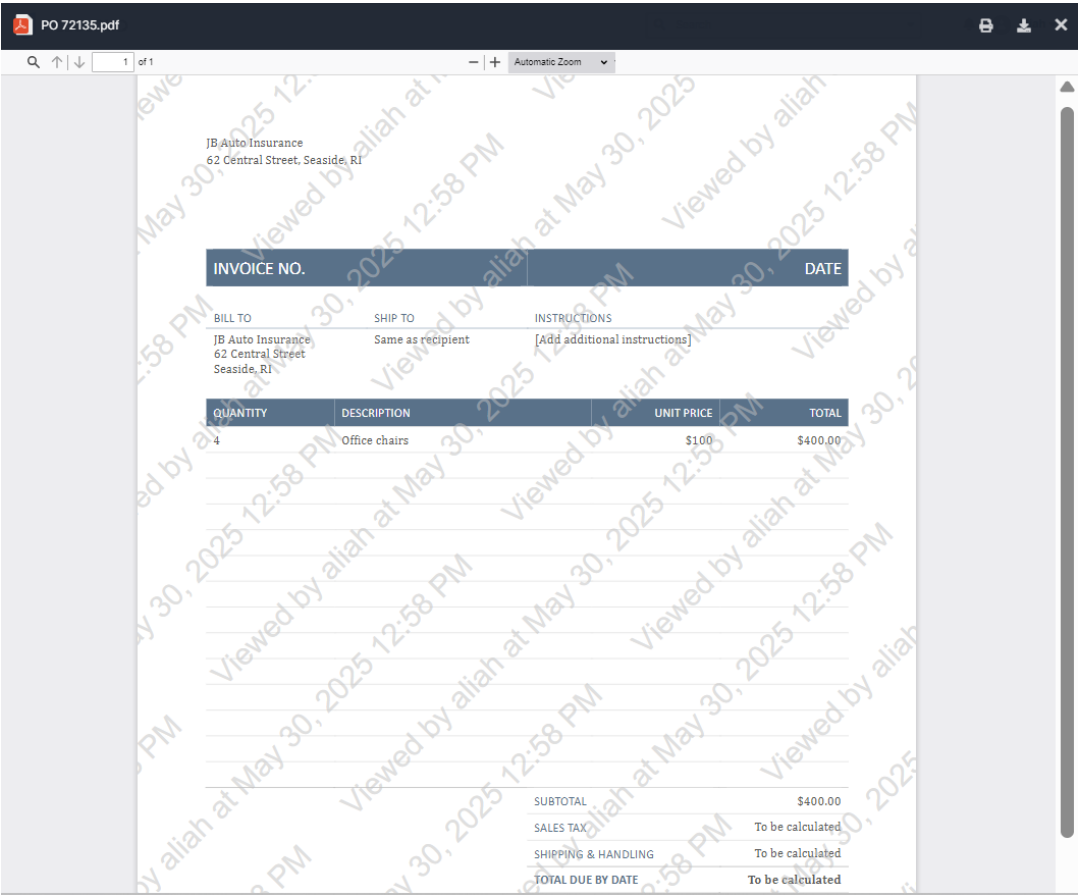 PO 72135.pdf
1 of 1 Automatic Zoom
JB Auto Insurance
62 Central Street, Seaside, RI
INVOICE NO. DATE
BILL TO SHIP TO INSTRUCTIONS
JB Auto Insurance Same as recipient [Add additional instructions]
62 Central Street
Seaside, RI
QUANTITY DESCRIPTION UNIT PRICE TOTAL
4 Office chairs $100 $400.00
SUBTOTAL $400.00
SALES TAX To be calculated
SHIPPING & HANDLING To be calculated
TOTAL DUE BY DATE To be calculated
Viewed by aliah at May 30, 2025 12:58 PM